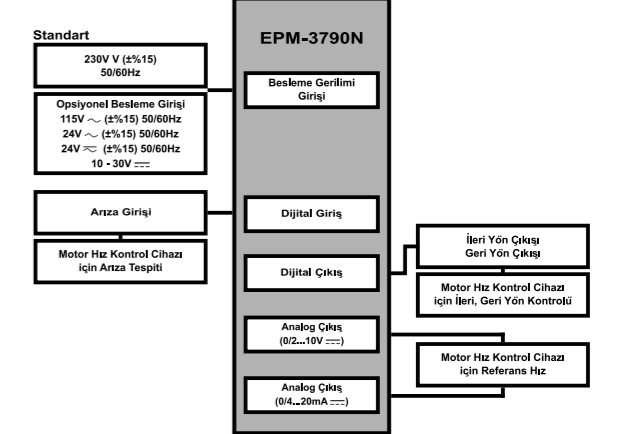 Standart
230V V (±%15)
50/60Hz
Opsiyonel Besleme Girişi
115V ～ (±%15) 50/60Hz
24V ～ (±%15) 50/60Hz
24V ⏦ (±%15) 50/60Hz
10 - 30V ⎓
Arıza Girişi
Motor Hız Kontrol Cihazı
için Arıza Tespiti
EPM-3790N
Besleme Gerilimi
Girişi
Dijital Giriş
Dijital Çıkış
Analog Çıkış
(0/2...10V ⎓)
Analog Çıkış
(0/4...20mA ⎓)
İleri Yön Çıkışı
Geri Yön Çıkışı
Motor Hız Kontrol Cihazı
için İleri, Geri Yön Kontrolü
Motor Hız Kontrol Cihazı
için Referans Hız